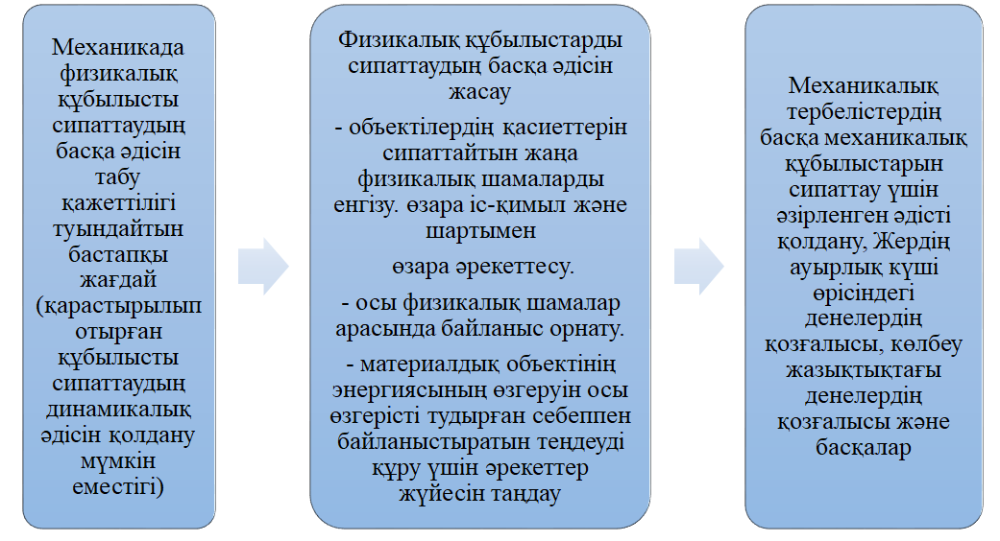 Механикада
физикалық
құбылысты
сипаттаудың
басқа әдісін
табу
қажеттілігі
туындайтын
бастапқы
жағдай
(қарастырылып
отырған
құбылысты
сипаттаудың
динамикалық
әдісін қолдану
мүмкін
еместігі)
Физикалық құбылыстарды
сипаттаудың басқа әдісін
жасау
- объектілердің қасиеттерін
сипаттайтын жаңа
физикалық шамаларды
енгізу. өзара іс-қимыл және
шартымен
өзара әрекеттесу.
- осы физикалық шамалар
арасында байланыс орнату.
- материалдық объектінің
энергиясының өзгеруін осы
өзгерісті тудырған себеппен
байланыстыратын теңдеуді
құру үшін әрекеттер
жүйесін таңдау
Механикалық
тербелістердің
басқа механикалық
құбылыстарын
сипаттау үшін
әзірленген әдісті
қолдану, Жердің
ауырлық күші
өрісіндегі
денелердің
қозғалысы, көлбеу
жазықтықтағы
денелердің
қозғалысы және
басқалар